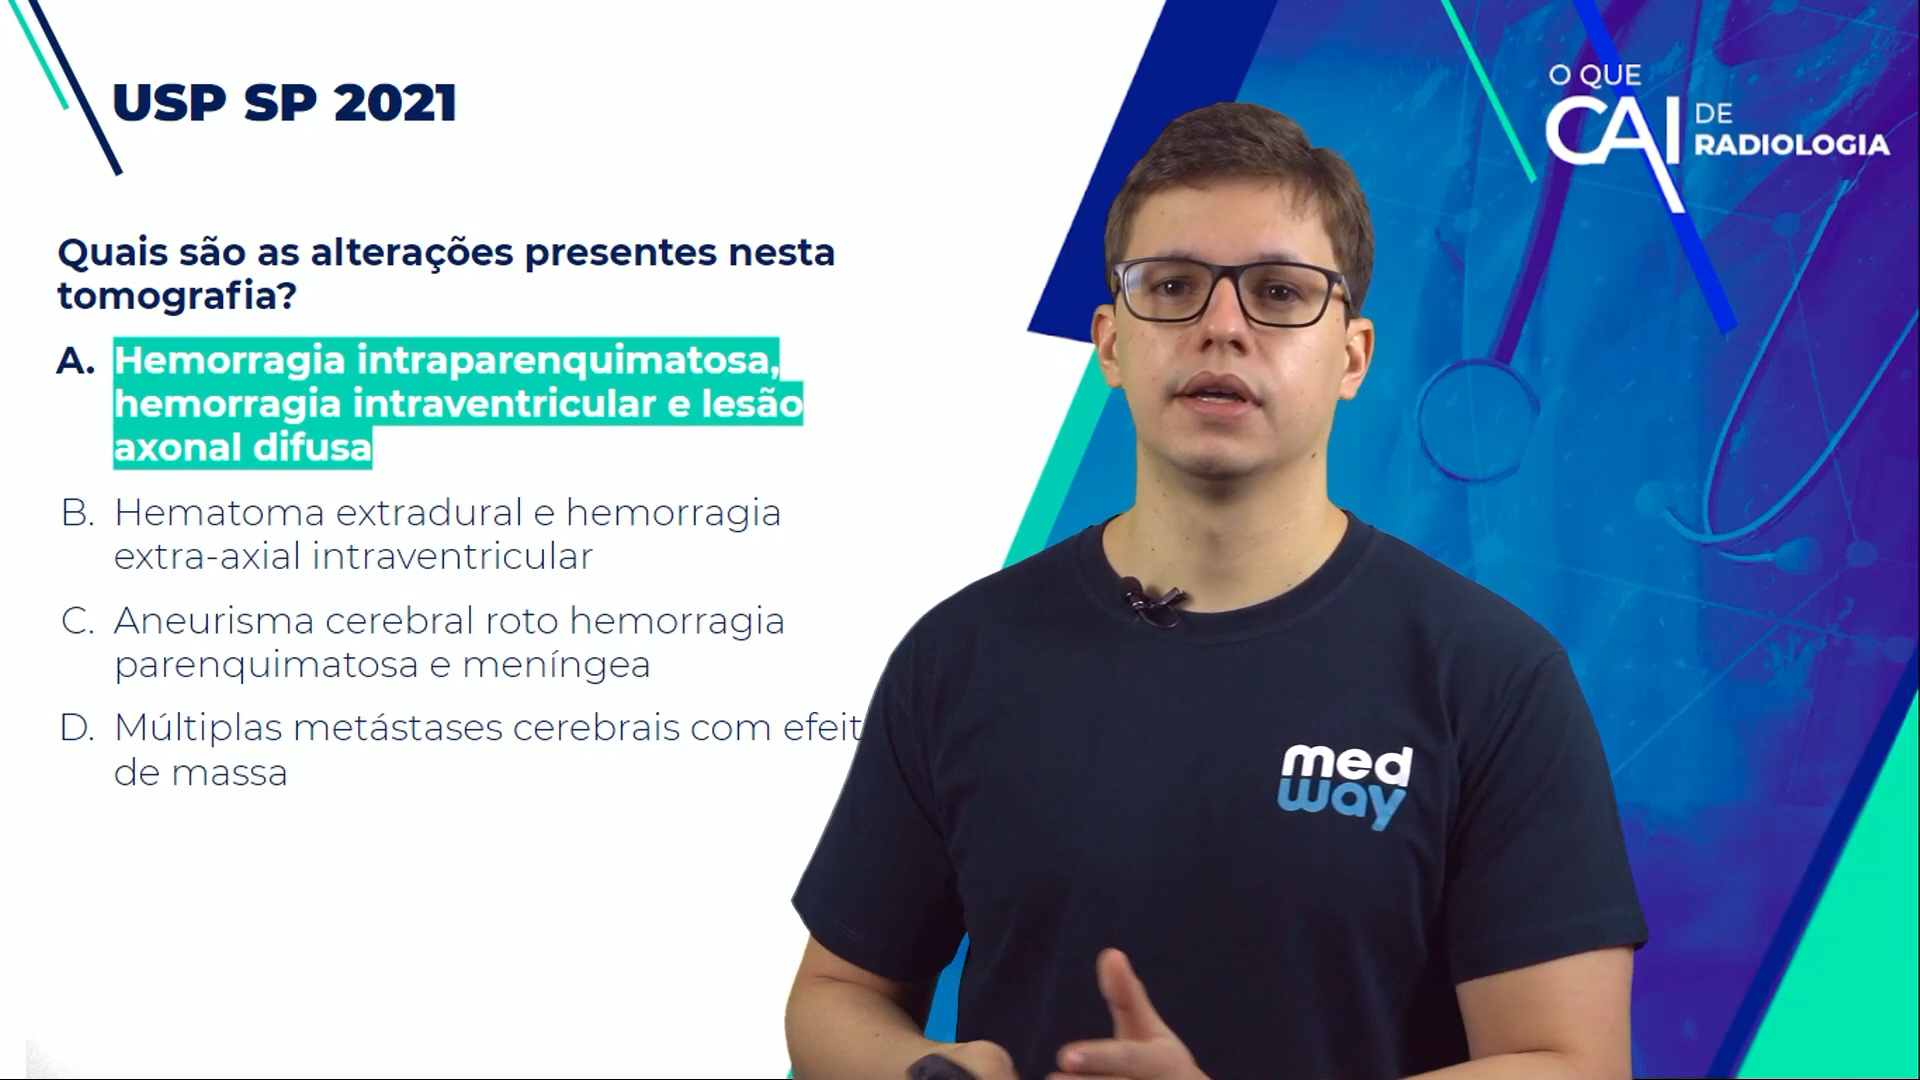 USP SP 2021
O QUE
CAI DE
RADIOLOGIA
Quais são as alterações presentes nesta
tomografia?
A. Hemorragia intraparenquimatosa,
hemorragia intraventricular e lesão
axonal difusa
B. Hematoma extradural e hemorragia
extra-axial intraventricular
C. Aneurisma cerebral roto hemorragia
parenquimatosa e meníngea
D. Múltiplas metástases cerebrais com efeit
de massa
med
way